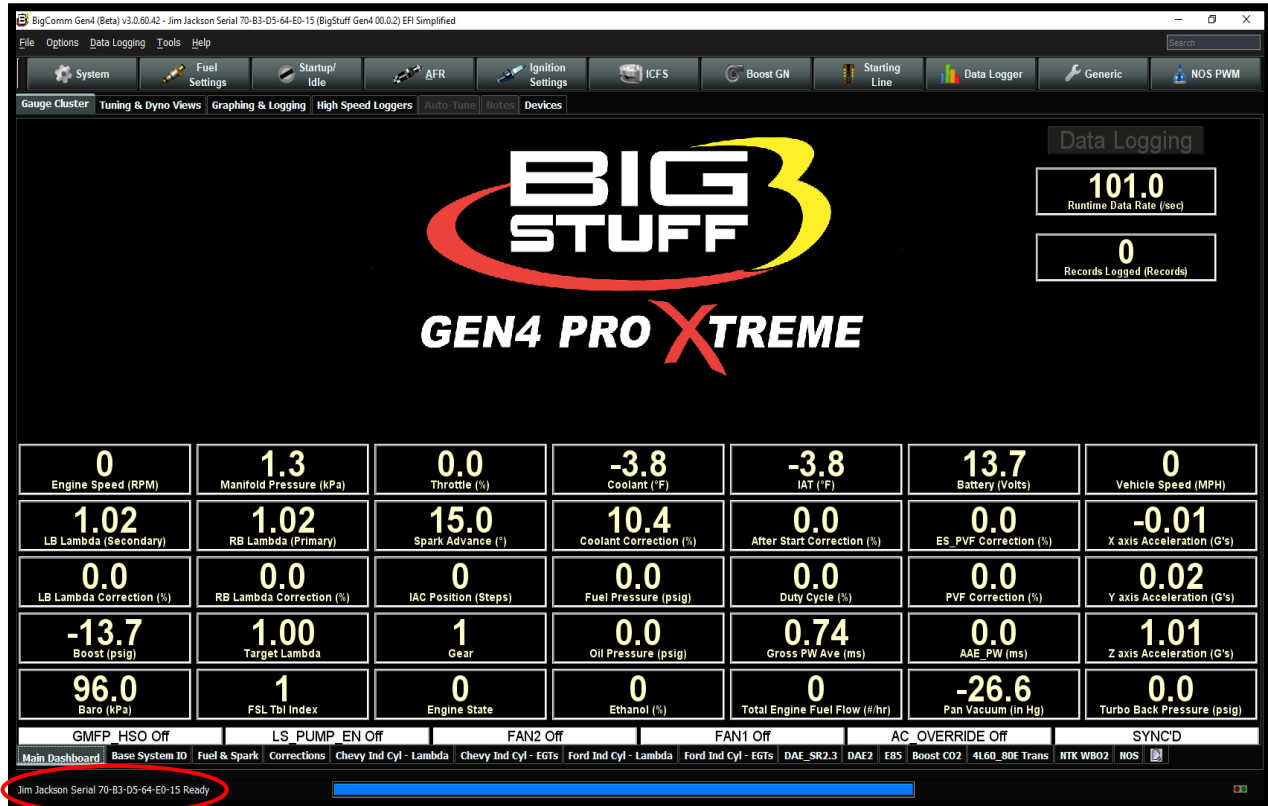 BigComm Gen4 (Beta) v3.0.60.42 - Jim Jackson Serial 70-B3-D5-64-E0-15 (BigStuff Gen4 00.0.2) EFI Simplified
File Options Data Logging Tools Help
Search
System
Fuel
Settings
Startup/
Idle
AFR
Ignition
Settings
ICFS
Boost GN
Starting
Line
Data Logger
Generic
NOS PWM
Gauge Cluster Tuning & Dyno Views Graphing & Logging High Speed Loggers Auto-Tune Notes Devices
BIG 3
STUFF
GEN4 PRO XTREME
Data Logging
101.0
Runtime Data Rate (/sec)
0
Records Logged (Records)
0
Engine Speed (RPM)
1.3
Manifold Pressure (kPa)
0.0
Throttle (%)
-3.8
Coolant (°F)
-3.8
IAT (°F)
13.7
Battery (Volts)
0
Vehicle Speed (MPH)
1.02
LB Lambda (Secondary)
1.02
RB Lambda (Primary)
15.0
Spark Advance (°)
10.4
Coolant Correction (%)
0.0
After Start Correction (%)
0.0
ES_PVF Correction (%)
-0.01
X axis Acceleration (G's)
0.0
LB Lambda Correction (%)
0.0
RB Lambda Correction (%)
0
IAC Position (Steps)
0.0
Fuel Pressure (psig)
0.0
Duty Cycle (%)
0.0
PVF Correction (%)
0.02
Y axis Acceleration (G's)
-13.7
Boost (psig)
1.00
Target Lambda
1
Gear
0.0
Oil Pressure (psig)
0.74
Gross PW Ave (ms)
0.0
AAE_PW (ms)
1.01
Z axis Acceleration (G's)
96.0
Baro (kPa)
1
FSL Tbl Index
0
Engine State
0
Ethanol (%)
0
Total Engine Fuel Flow (#/hr)
-26.6
Pan Vacuum (in Hg)
0.0
Turbo Back Pressure (psig)
GMFP_HSO Off
LS_PUMP_EN Off
FAN2 Off
FAN1 Off
AC_OVERRIDE Off
SYNC'D
Main Dashboard Base System IO Fuel & Spark Corrections Chevy Ind Cyl - Lambda Chevy Ind Cyl - EGTs Ford Ind Cyl - Lambda Ford Ind Cyl - EGTs DAE_SR2.3 DAE2 E85 Boost CO2 4L60_80E Trans NTK WBO2 NOS
Jim Jackson Serial 70-B3-D5-64-E0-15 Ready